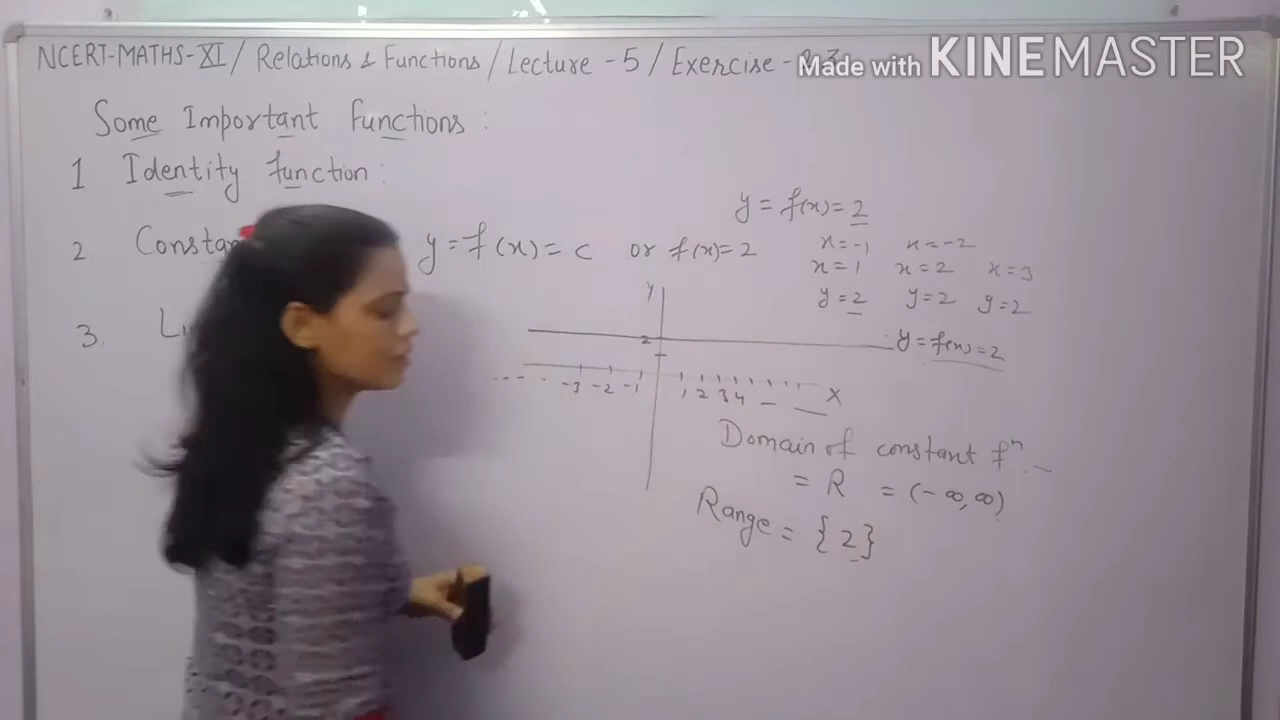 NCERT-MATHS-XI / Relations & Functions / Lecture - 5 / Exercise -
Made with KINEMASTER
Some Important Functions :
1 Identity function :
2 y = f(x) = c or f(x) = 2
3.
y = f(x) = 2
x = -1 x = -2
x = 1 x = 2 x = 3
y = 2 y = 2 y = 2
y = f(x) = 2
Y
2
--- -3 -2 -1 1 2 3 4 — — X
Domain of constant fⁿ
= R = (-∞, ∞)
Range = {2}